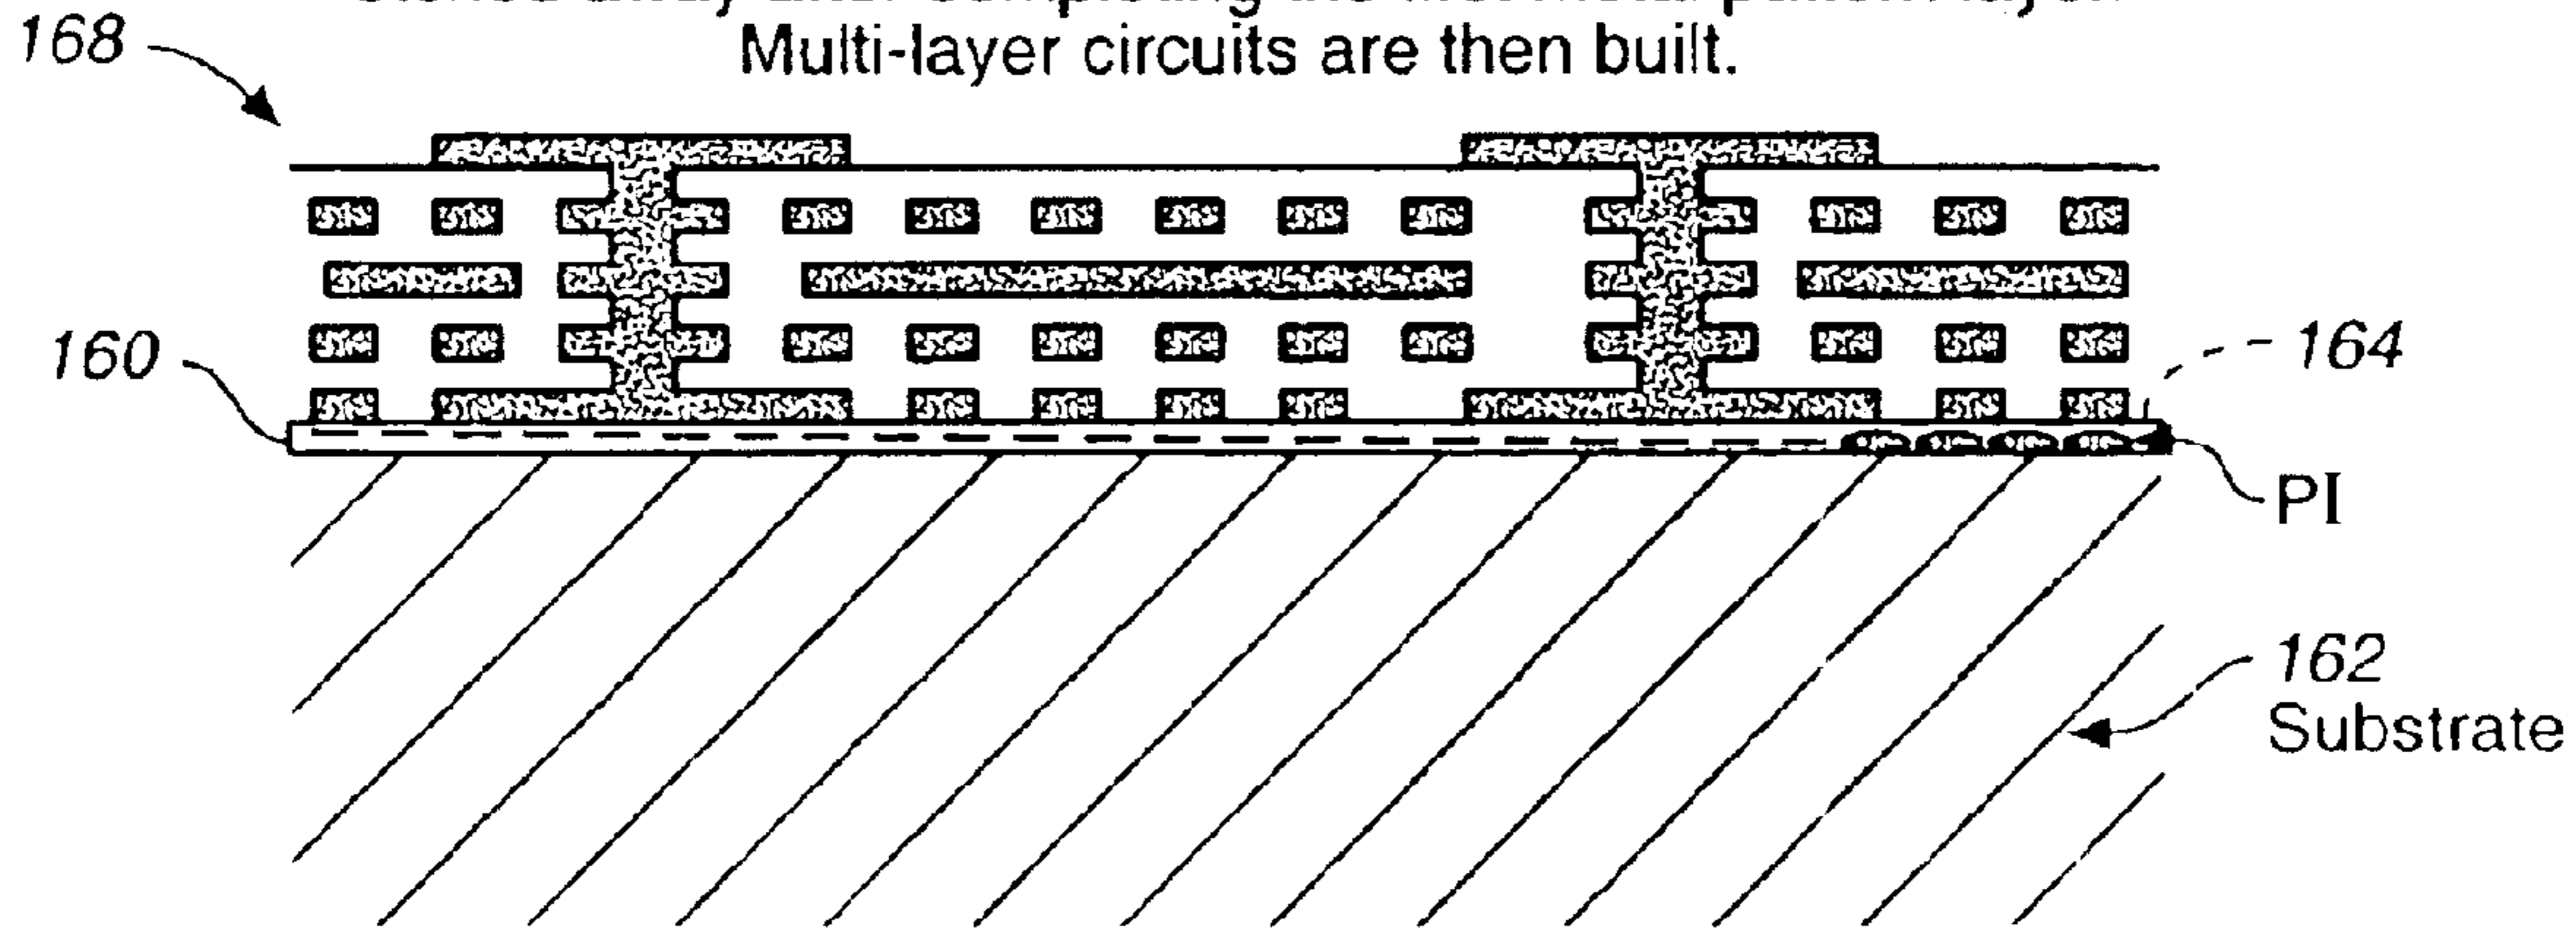 Multi-layer circuits are then built.
168
160
164
PI
162
Substrate